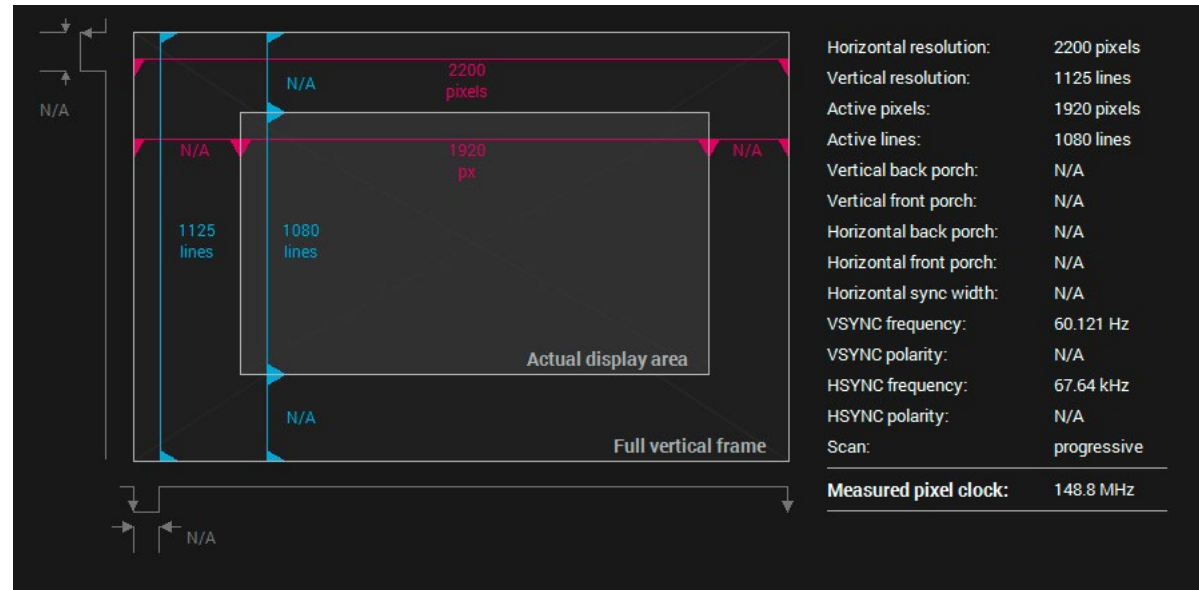 N/A
N/A
2200
pixels
N/A
1920
px
N/A
1125
lines
1080
lines
Actual display area
N/A
Full vertical frame
N/A
Horizontal resolution: 2200 pixels
Vertical resolution: 1125 lines
Active pixels: 1920 pixels
Active lines: 1080 lines
Vertical back porch: N/A
Vertical front porch: N/A
Horizontal back porch: N/A
Horizontal front porch: N/A
Horizontal sync width: N/A
VSYNC frequency: 60.121 Hz
VSYNC polarity: N/A
HSYNC frequency: 67.64 kHz
HSYNC polarity: N/A
Scan: progressive
Measured pixel clock: 148.8 MHz